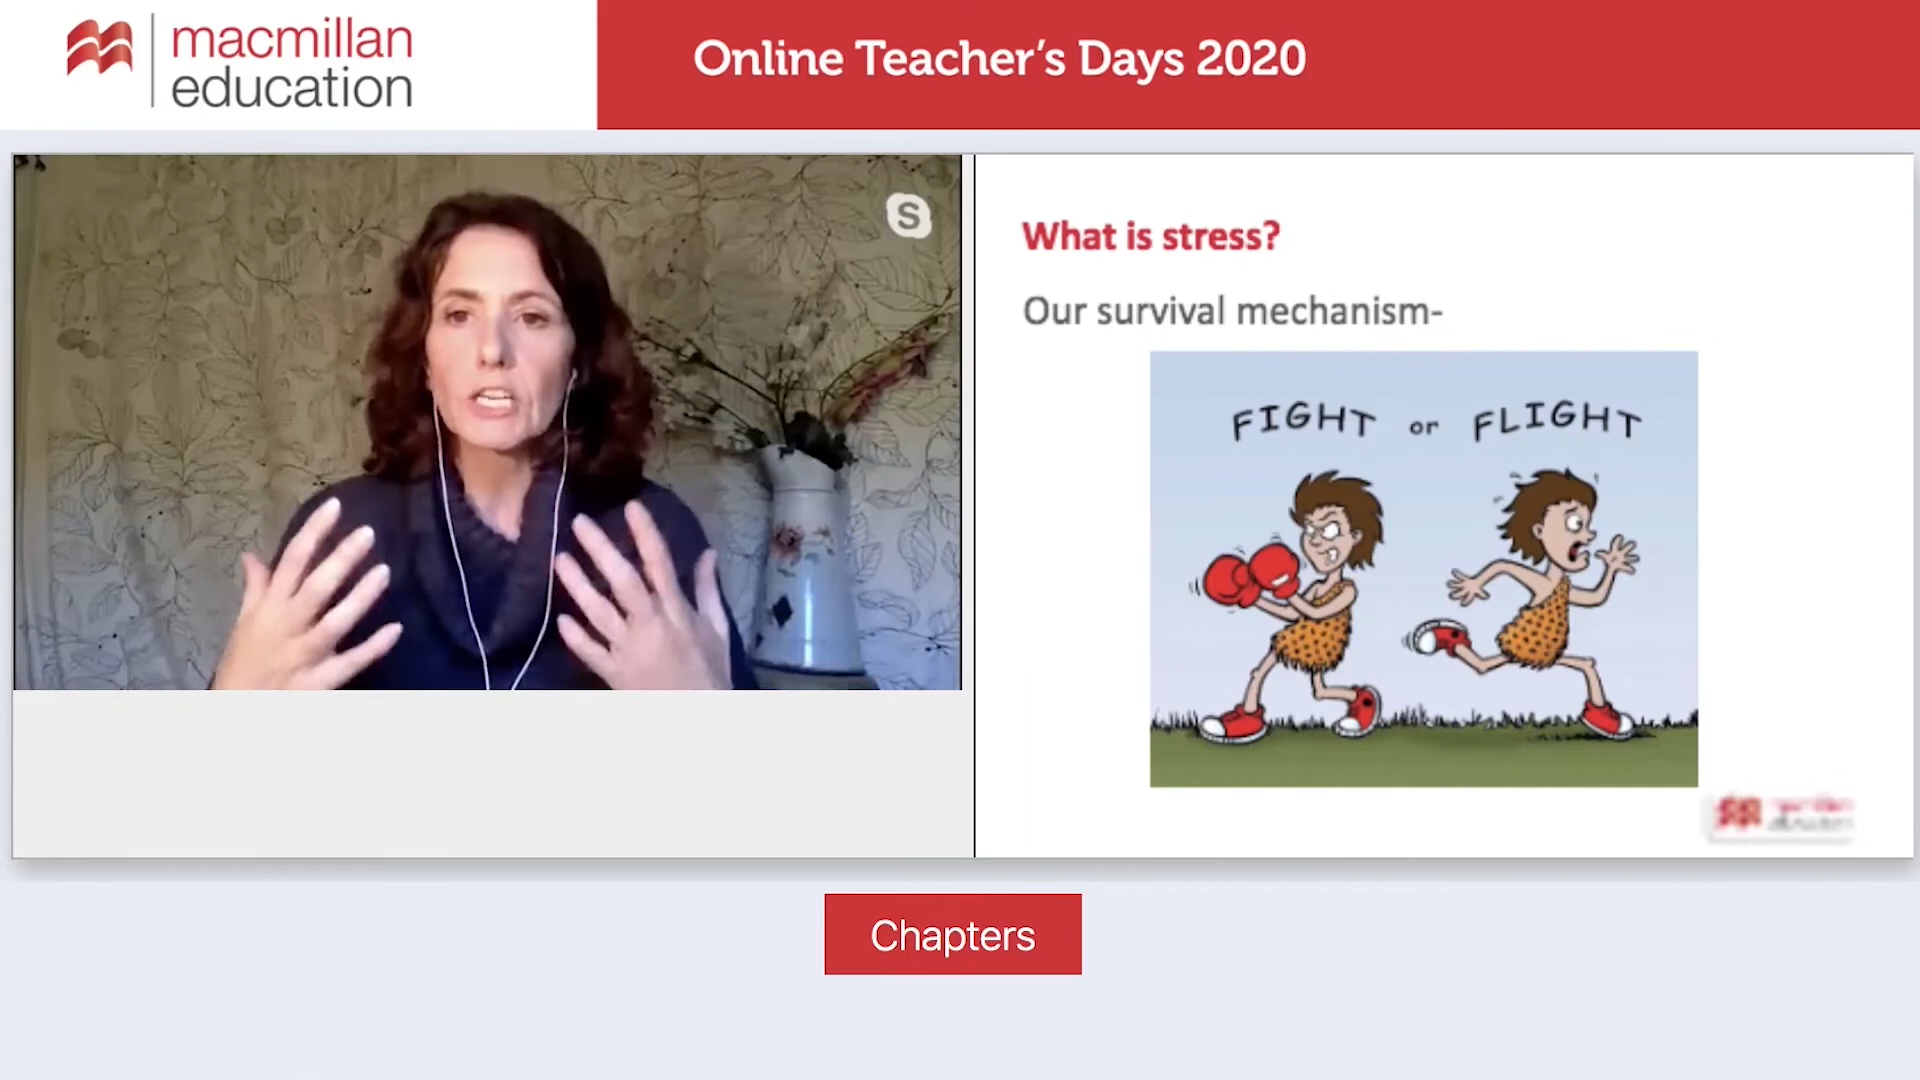 macmillan
education
Online Teacher's Days 2020
S
What is stress?
Our survival mechanism-
FIGHT or FLIGHT
Chapters